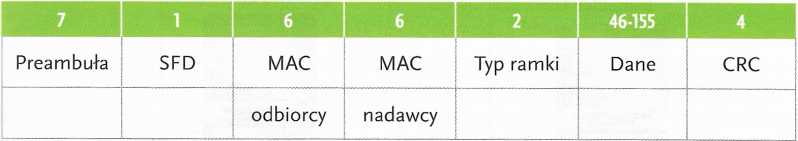 7 1 6 6 2 46-155 4
Preambuła SFD MAC MAC Typ ramki Dane CRC
odbiorcy nadawcy